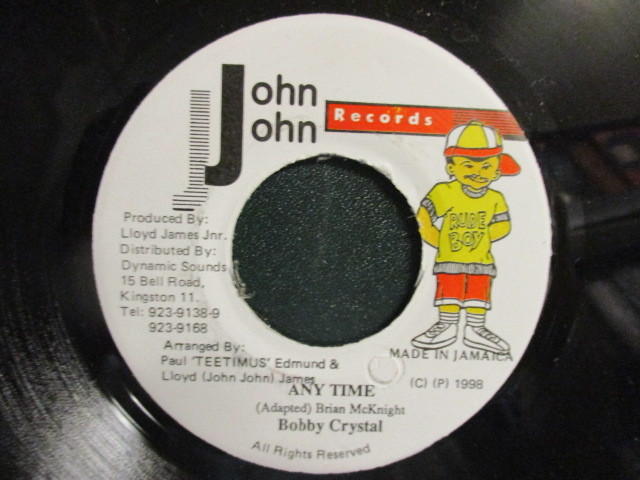 John
John
Records
RUDE
BOY
Produced By:
Lloyd James Jnr.
Distributed By:
Dynamic Sounds
15 Bell Road,
Kingston 11.
Tel: 923-9138-9
923-9168
MADE IN JAMAICA
Arranged By:
Paul 'TEETIMUS' Edmund &
Lloyd (John John) James
(C) (P) 1998
ANY TIME
(Adapted) Brian McKnight
Bobby Crystal
All Rights Reserved